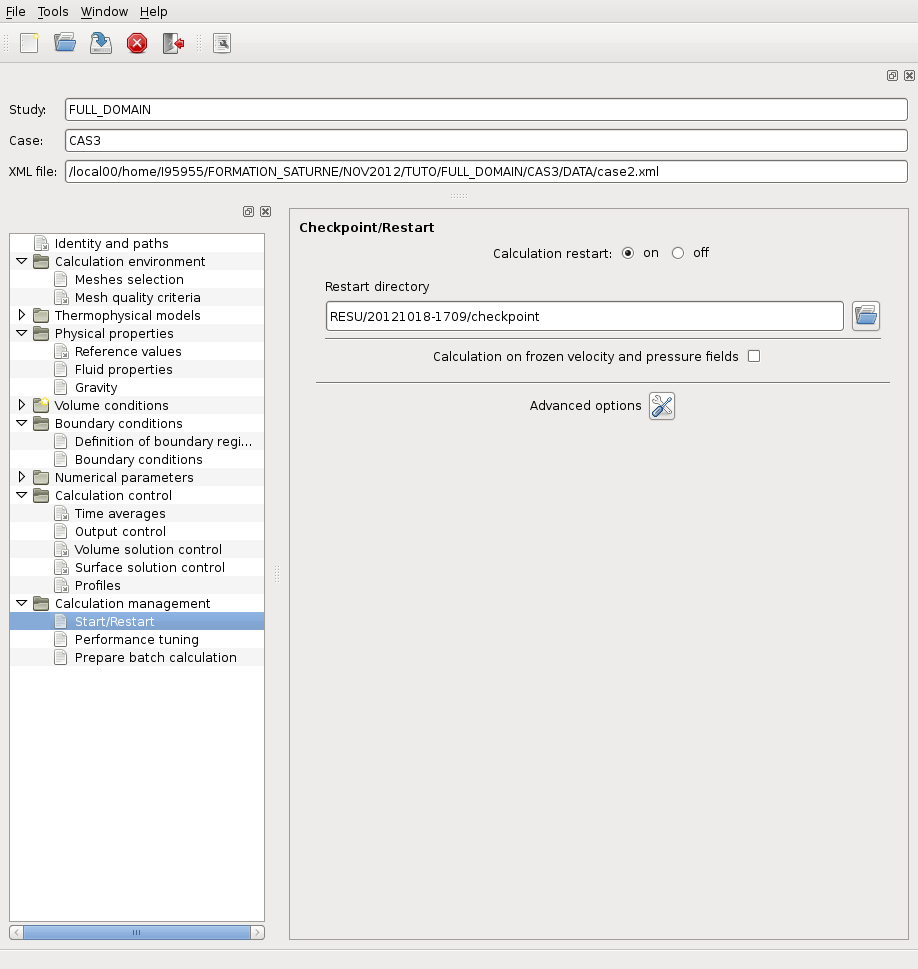 File Tools Window Help
Study: FULL_DOMAIN
Case: CAS3
XML file: /local00/home/I95955/FORMATION_SATURNE/NOV2012/TUTO/FULL_DOMAIN/CAS3/DATA/case2.xml
Identity and paths
Calculation environment
Meshes selection
Mesh quality criteria
Thermophysical models
Physical properties
Reference values
Fluid properties
Gravity
Volume conditions
Boundary conditions
Definition of boundary regi...
Boundary conditions
Numerical parameters
Calculation control
Time averages
Output control
Volume solution control
Surface solution control
Profiles
Calculation management
Start/Restart
Performance tuning
Prepare batch calculation
Checkpoint/Restart
Calculation restart: on off
Restart directory
RESU/20121018-1709/checkpoint
Calculation on frozen velocity and pressure fields
Advanced options